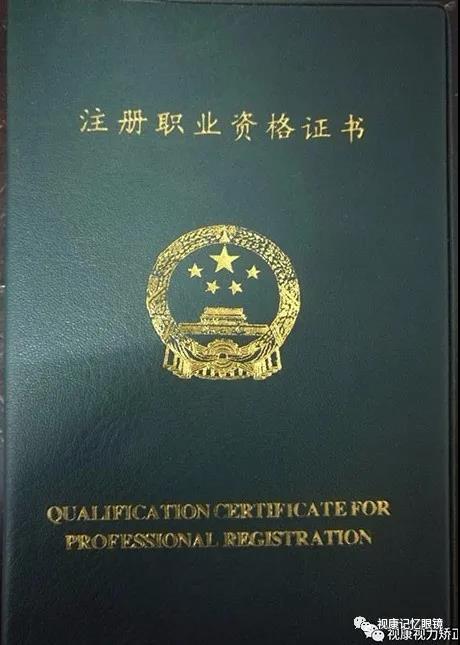 注册职业资格证书
QUALIFICATION CERTIFICATE FOR
PROFESSIONAL REGISTRATION
视康记忆眼镜
视康视力矫正